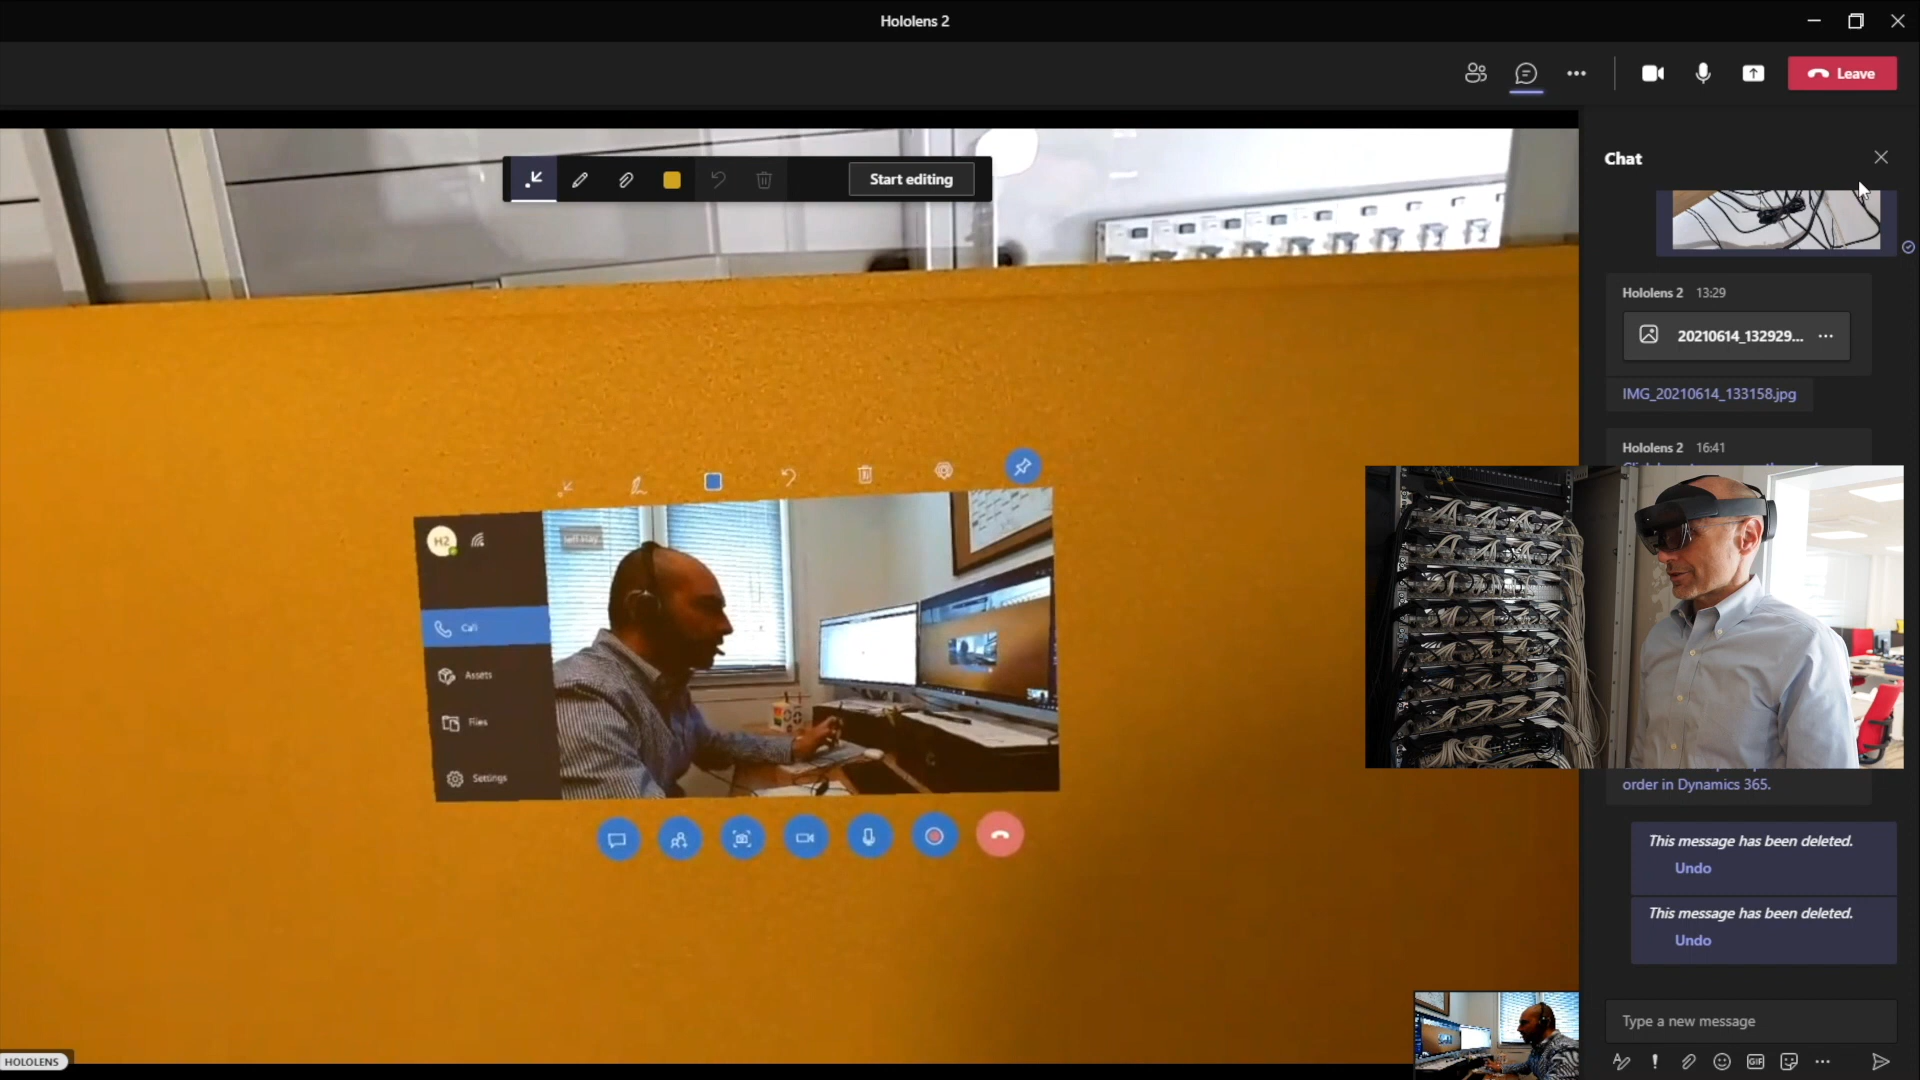 Hololens 2
Leave
Start editing
Chat
Hololens 2 13:29
20210614_132929...
IMG_20210614_133158.jpg
Hololens 2 16:41
H2
Call
Assets
Files
Settings
order in Dynamics 365.
This message has been deleted.
Undo
This message has been deleted.
Undo
Type a new message
GIF
HOLOLENS